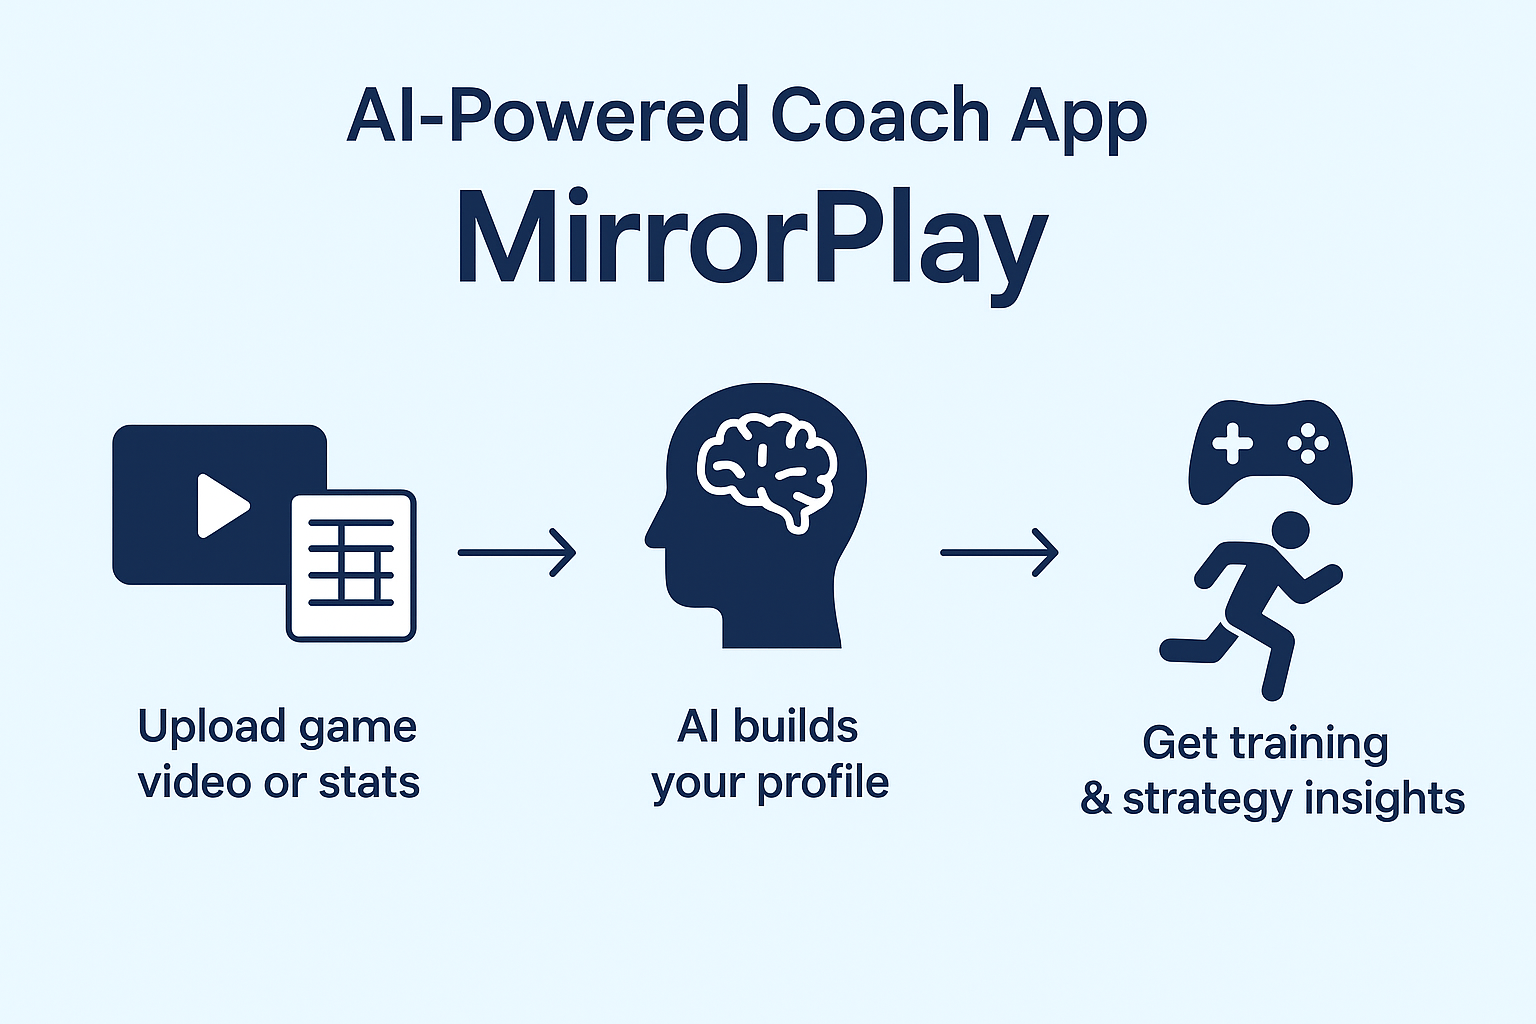 AI-Powered Coach App
MirrorPlay
Upload game
video or stats
AI builds
your profile
Get training
& strategy insights